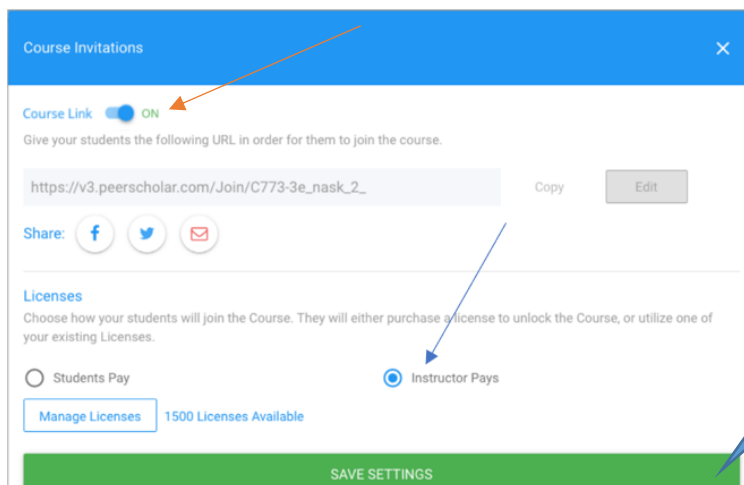 Course Invitations
Course Link ON
Give your students the following URL in order for them to join the course.
https://v3.peerscholar.com/Join/C773-3e_nask_2_ Copy Edit
Share:
Licenses
Choose how your students will join the Course. They will either purchase a license to unlock the Course, or utilize one of
your existing Licenses.
Students Pay Instructor Pays
Manage Licenses 1500 Licenses Available
SAVE SETTINGS